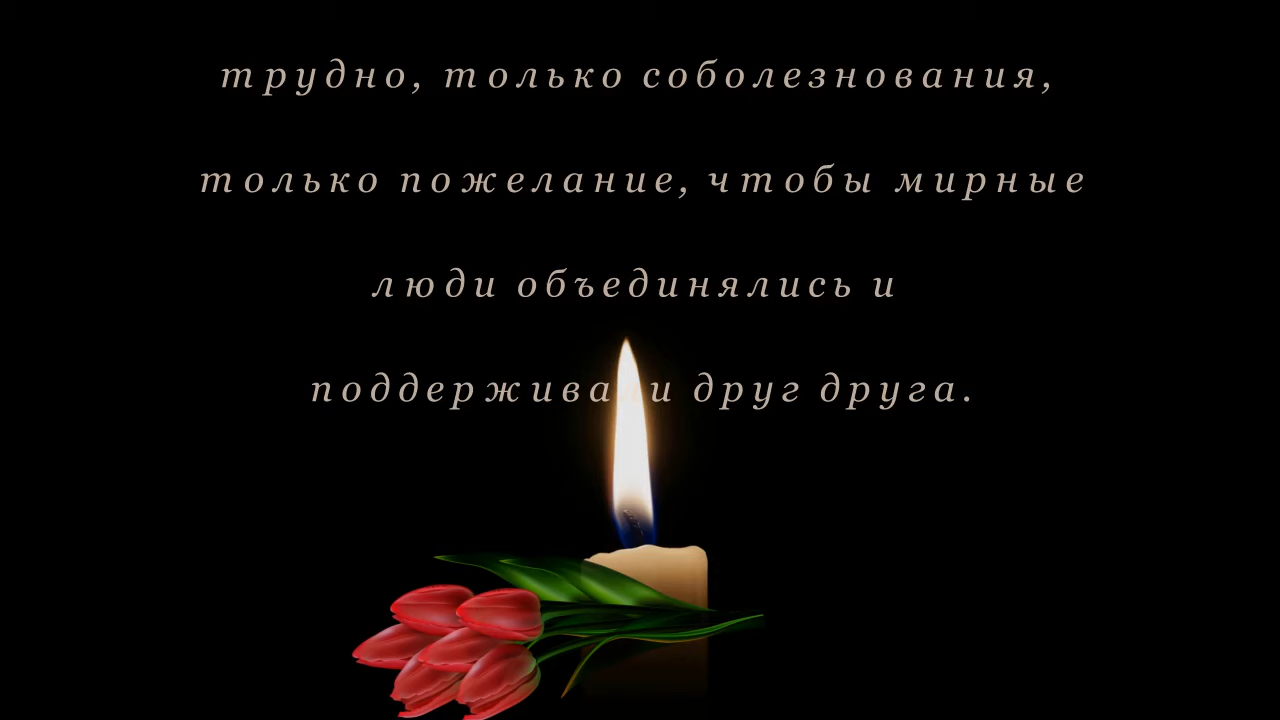 трудно, только соболезнования,
только пожелание, чтобы мирные
люди объединялись и
поддерживали друг друга.